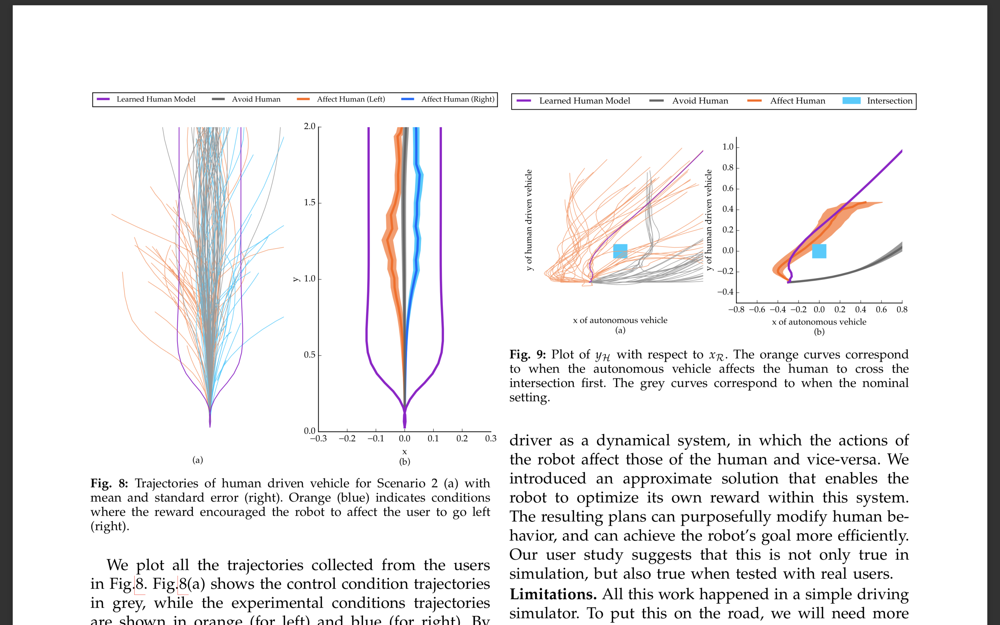 Learned Human Model Avoid Human Affect Human (Left) Affect Human (Right)
2.0
1.5
1.0
0.5
0.0
y
−0.3 −0.2 −0.1 0.0 0.1 0.2 0.3
x
(a)
(b)
Fig. 8: Trajectories of human driven vehicle for Scenario 2 (a) with
mean and standard error (right). Orange (blue) indicates conditions
where the reward encouraged the robot to affect the user to go left
(right).
We plot all the trajectories collected from the users
in Fig.8. Fig.8(a) shows the control condition trajectories
in grey, while the experimental conditions trajectories
are shown in orange (for left) and blue (for right). By
Learned Human Model Avoid Human Affect Human Intersection
y of human driven vehicle
x of autonomous vehicle
(a)
y of human driven vehicle
1.0
0.8
0.6
0.4
0.2
0.0
−0.2
−0.4
−0.8 −0.6 −0.4 −0.2 0.0 0.2 0.4 0.6 0.8
x of autonomous vehicle
(b)
Fig. 9: Plot of y𝓗 with respect to x𝓡. The orange curves correspond
to when the autonomous vehicle affects the human to cross the
intersection first. The grey curves correspond to when the nominal
setting.
driver as a dynamical system, in which the actions of
the robot affect those of the human and vice-versa. We
introduced an approximate solution that enables the
robot to optimize its own reward within this system.
The resulting plans can purposefully modify human be-
havior, and can achieve the robot's goal more efficiently.
Our user study suggests that this is not only true in
simulation, but also true when tested with real users.
Limitations. All this work happened in a simple driving
simulator. To put this on the road, we will need more